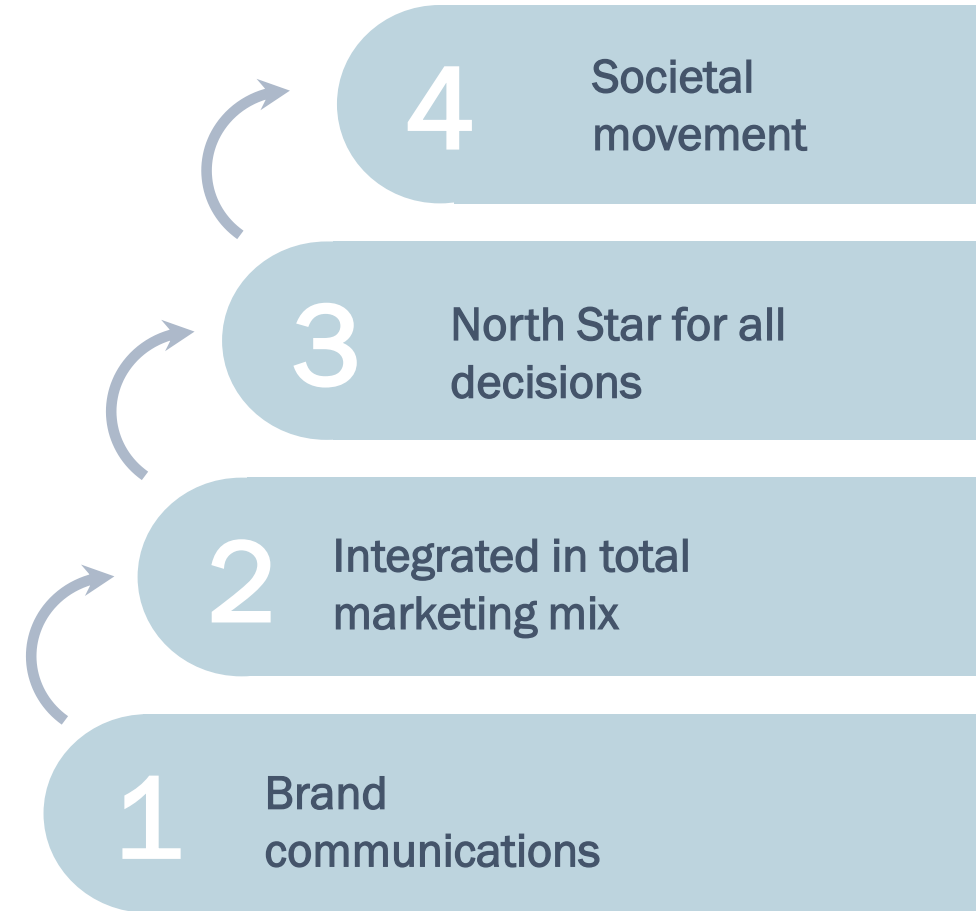 4
Societal
movement
3
North Star for all
decisions
2
Integrated in total
marketing mix
1
Brand
communications